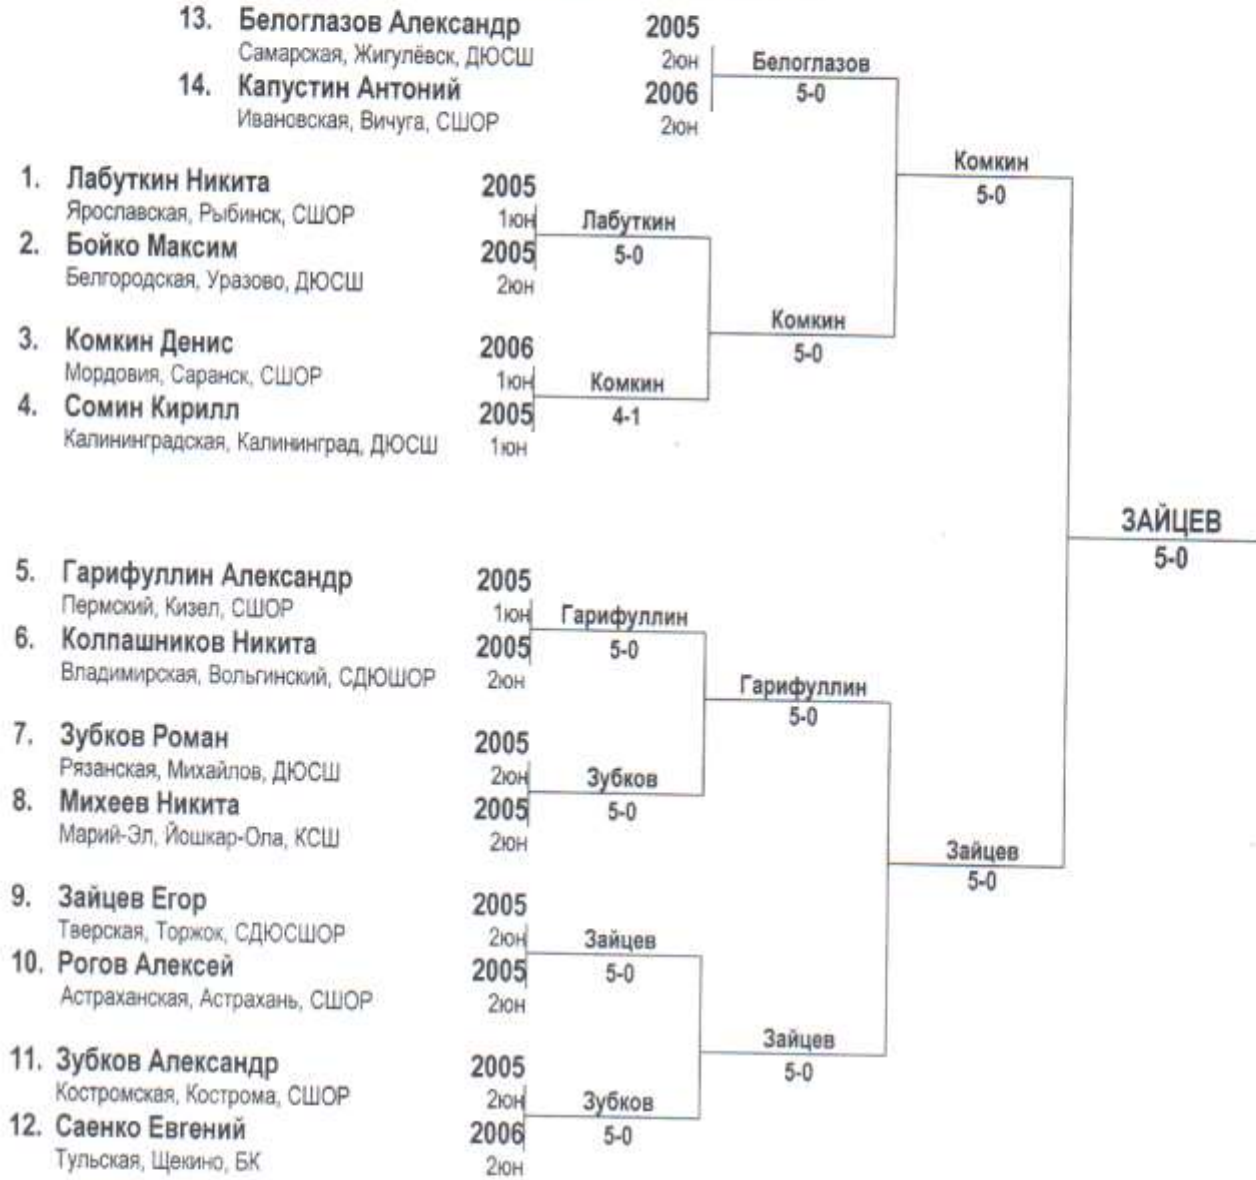 13. Белоглазов Александр 2005
Самарская, Жигулёвск, ДЮСШ 2юн
Белоглазов
5-0
14. Капустин Антоний 2006
Ивановская, Вичуга, СШОР 2юн
Комкин
5-0
1. Лабуткин Никита 2005
Ярославская, Рыбинск, СШОР 1юн
Лабуткин
5-0
2. Бойко Максим 2005
Белгородская, Уразово, ДЮСШ 2юн
Комкин
5-0
3. Комкин Денис 2006
Мордовия, Саранск, СШОР 1юн
Комкин
4-1
4. Сомин Кирилл 2005
Калининградская, Калининград, ДЮСШ 1юн
ЗАЙЦЕВ
5-0
5. Гарифуллин Александр 2005
Пермский, Кизел, СШОР 1юн
Гарифуллин
5-0
6. Колпашников Никита 2005
Владимирская, Вольгинский, СДЮШОР 2юн
Гарифуллин
5-0
7. Зубков Роман 2005
Рязанская, Михайлов, ДЮСШ 2юн
Зубков
5-0
8. Михеев Никита 2005
Марий-Эл, Йошкар-Ола, КСШ 2юн
Зайцев
5-0
9. Зайцев Егор 2005
Тверская, Торжок, СДЮСШОР 2юн
Зайцев
5-0
10. Рогов Алексей 2005
Астраханская, Астрахань, СШОР 2юн
Зайцев
5-0
11. Зубков Александр 2005
Костромская, Кострома, СШОР 2юн
Зубков
5-0
12. Саенко Евгений 2006
Тульская, Щекино, БК 2юн